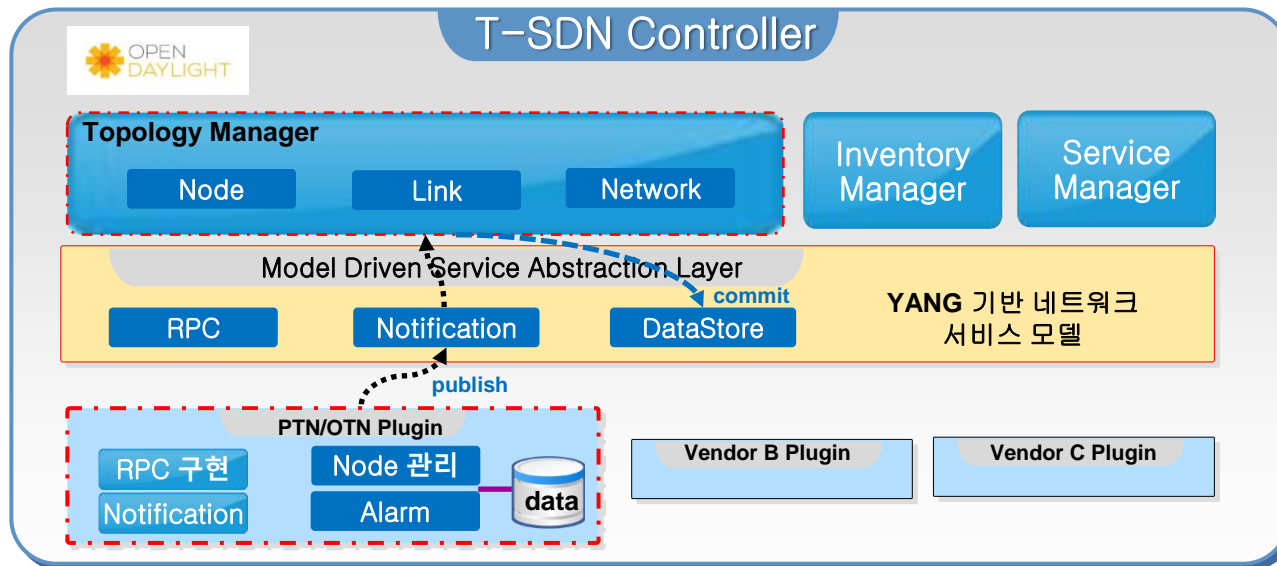 T-SDN Controller
OPEN
DAYLIGHT
Topology Manager
Node
Link
Network
Inventory
Manager
Service
Manager
Model Driven Service Abstraction Layer
commit
RPC
Notification
DataStore
YANG 기반 네트워크
서비스 모델
publish
PTN/OTN Plugin
RPC 구현
Notification
Node 관리
Alarm
data
Vendor B Plugin
Vendor C Plugin